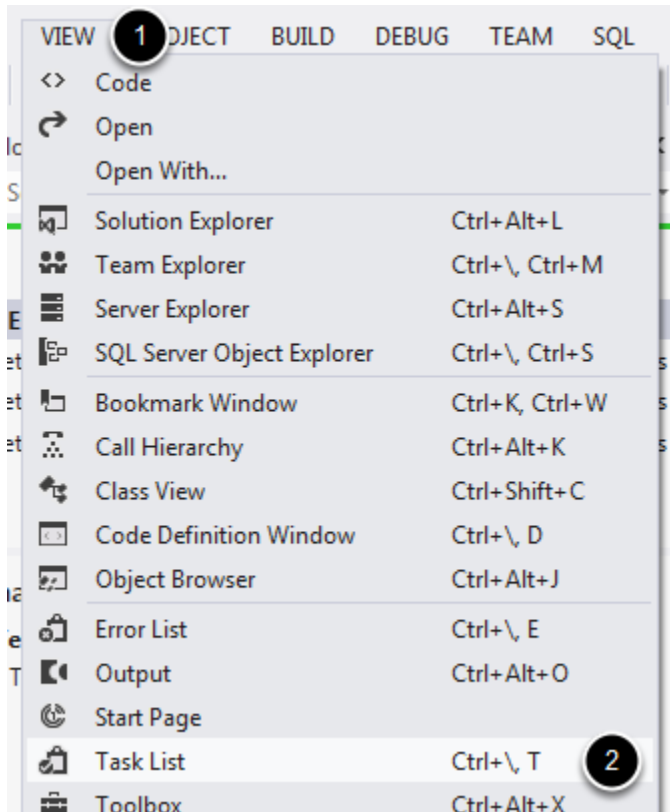 VIEW 1 OJECT BUILD DEBUG TEAM SQL
Code
Open
Open With...
Solution Explorer Ctrl+Alt+L
Team Explorer Ctrl+\, Ctrl+M
Server Explorer Ctrl+Alt+S
SQL Server Object Explorer Ctrl+\, Ctrl+S
Bookmark Window Ctrl+K, Ctrl+W
Call Hierarchy Ctrl+Alt+K
Class View Ctrl+Shift+C
Code Definition Window Ctrl+\, D
Object Browser Ctrl+Alt+J
Error List Ctrl+\, E
Output Ctrl+Alt+O
Start Page
Task List Ctrl+\, T 2
Toolbox Ctrl+Alt+X